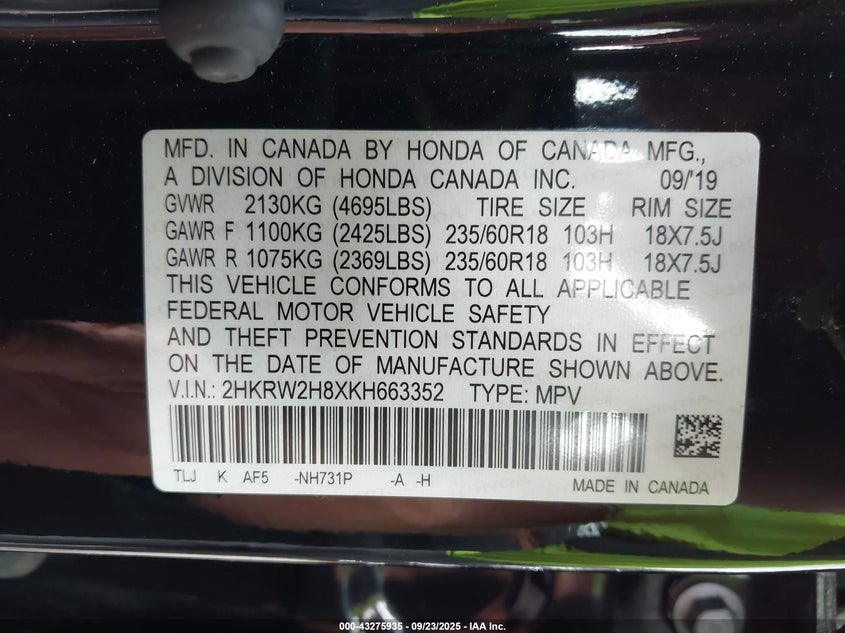 MFD. IN CANADA BY HONDA OF CANADA MFG.,
A DIVISION OF HONDA CANADA INC. 09/'19
GVWR 2130KG (4695LBS) TIRE SIZE RIM SIZE
GAWR F 1100KG (2425LBS) 235/60R18 103H 18X7.5J
GAWR R 1075KG (2369LBS) 235/60R18 103H 18X7.5J
THIS VEHICLE CONFORMS TO ALL APPLICABLE
FEDERAL MOTOR VEHICLE SAFETY
AND THEFT PREVENTION STANDARDS IN EFFECT
ON THE DATE OF MANUFACTURE SHOWN ABOVE.
V.I.N.: 2HKRW2H8XKH663352 TYPE: MPV
TLJ K AF5 -NH731P -A -H
MADE IN CANADA
000-43275935 - 09/23/2025 - IAA Inc.